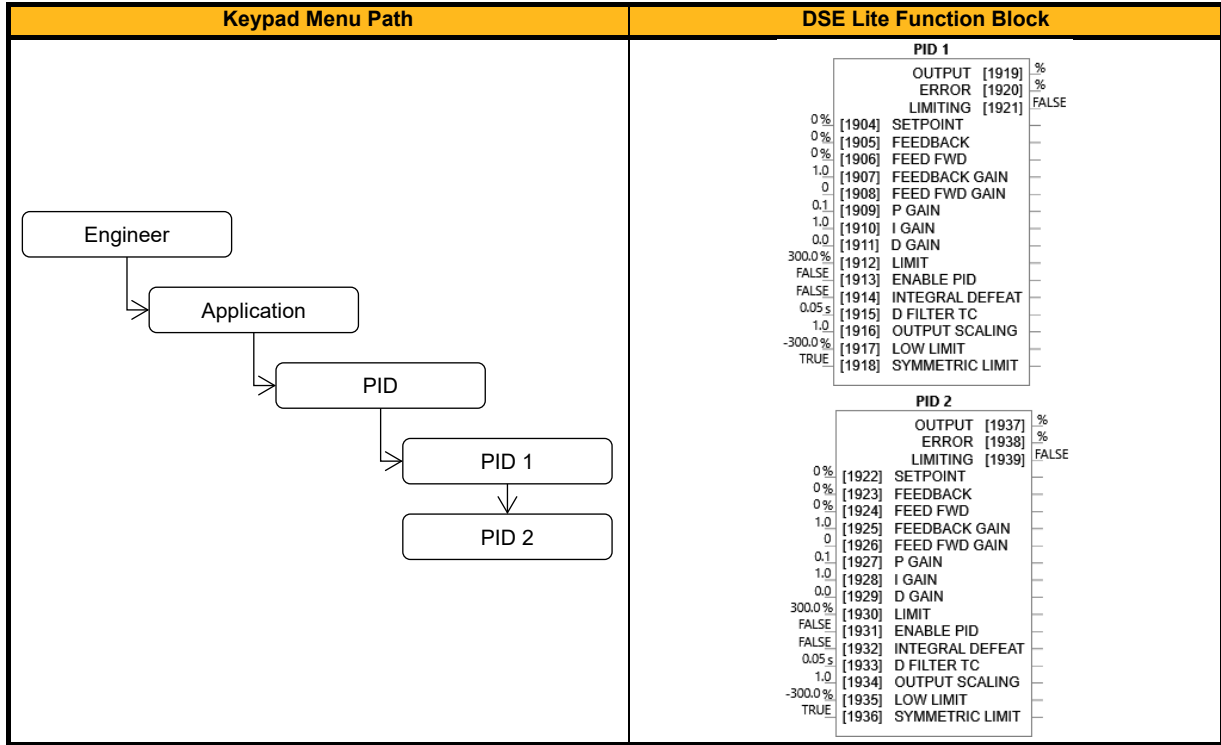 Keypad Menu Path
DSE Lite Function Block
Engineer
Application
PID
PID 1
PID 2
PID 1
OUTPUT [1919] %
ERROR [1920] %
LIMITING [1921] FALSE
0 % [1904] SETPOINT
0 % [1905] FEEDBACK
0 % [1906] FEED FWD
1.0 [1907] FEEDBACK GAIN
0 [1908] FEED FWD GAIN
0.1 [1909] P GAIN
1.0 [1910] I GAIN
0.0 [1911] D GAIN
300.0 % [1912] LIMIT
FALSE [1913] ENABLE PID
FALSE [1914] INTEGRAL DEFEAT
0.05 s [1915] D FILTER TC
1.0 [1916] OUTPUT SCALING
-300.0 % [1917] LOW LIMIT
TRUE [1918] SYMMETRIC LIMIT
PID 2
OUTPUT [1937] %
ERROR [1938] %
LIMITING [1939] FALSE
0 % [1922] SETPOINT
0 % [1923] FEEDBACK
0 % [1924] FEED FWD
1.0 [1925] FEEDBACK GAIN
0 [1926] FEED FWD GAIN
0.1 [1927] P GAIN
1.0 [1928] I GAIN
0.0 [1929] D GAIN
300.0 % [1930] LIMIT
FALSE [1931] ENABLE PID
FALSE [1932] INTEGRAL DEFEAT
0.05 s [1933] D FILTER TC
1.0 [1934] OUTPUT SCALING
-300.0 % [1935] LOW LIMIT
TRUE [1936] SYMMETRIC LIMIT